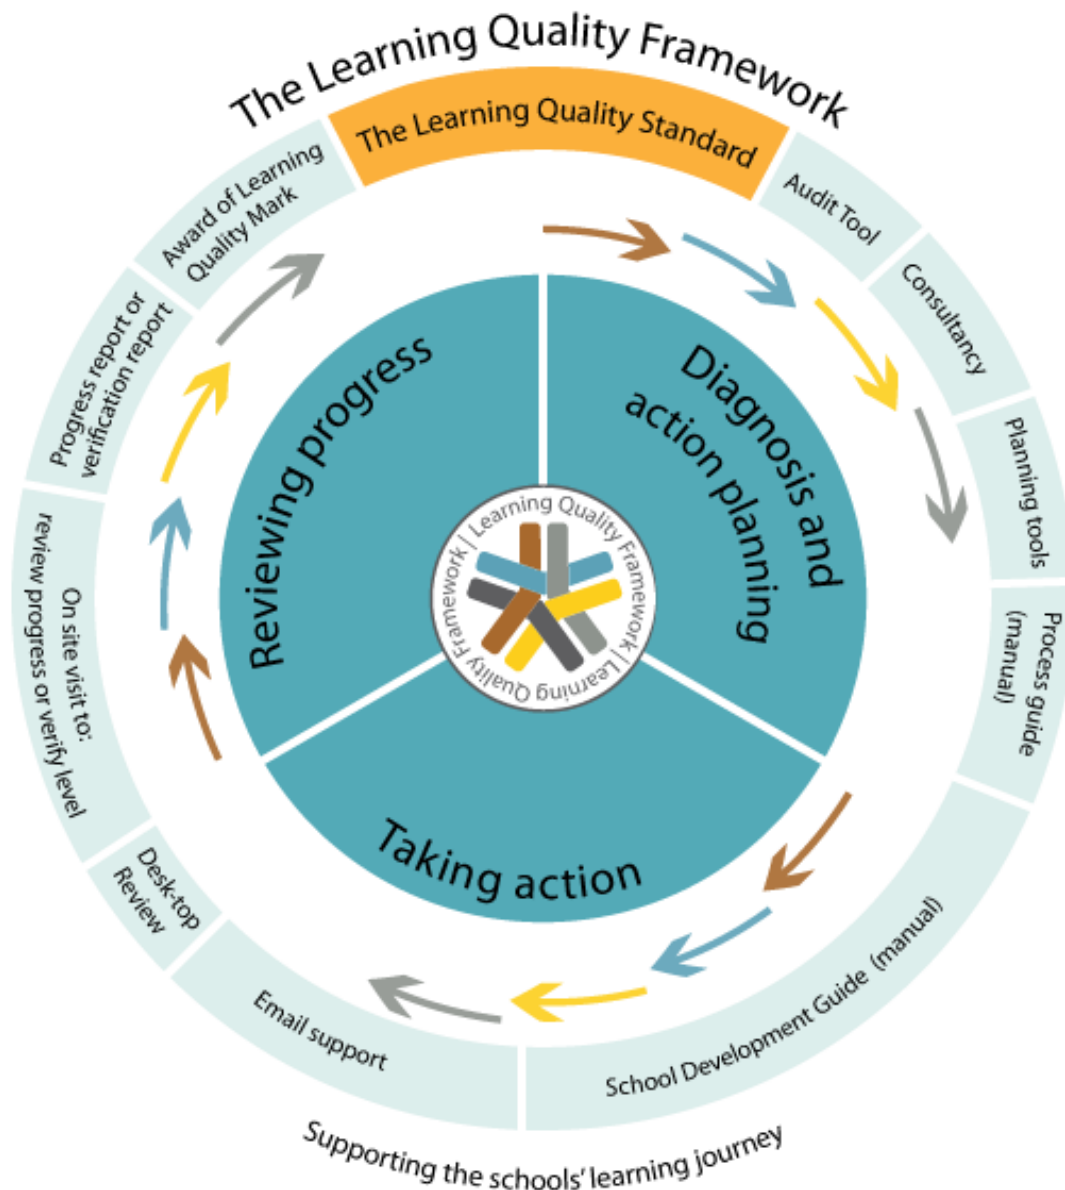 The Learning Quality Framework
The Learning Quality Standard
Audit Tool
Consultancy
Planning tools
Process guide
(manual)
School Development Guide (manual)
Email support
Desk-top
Review
On site visit to:
review progress or verify level
Progress report or
verification report
Award of Learning
Quality Mark
Diagnosis and
action planning
Taking action
Reviewing progress
Learning Quality Framework | Learning Quality Framework |
Supporting the schools' learning journey